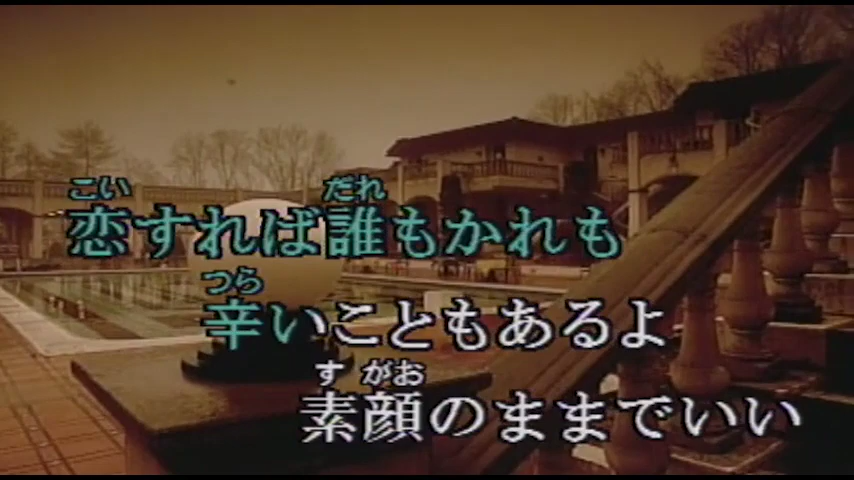 こい だれ
恋すれば誰もかれも
つら
辛いこともあるよ
す がお
素顔のままでいい